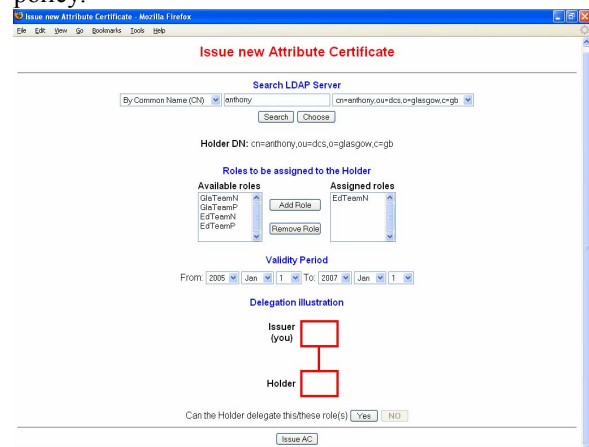 policy.
Issue new Attribute Certificate - Mozilla Firefox
File Edit View Go Bookmarks Tools Help
Issue new Attribute Certificate
Search LDAP Server
By Common Name (CN) anthony cn=anthony,ou=dcs,o=glasgow,c=gb
Search Choose
Holder DN: cn=anthony,ou=dcs,o=glasgow,c=gb
Roles to be assigned to the Holder
Available roles Assigned roles
GlaTeamN EdTeamN
GlaTeamP Add Role
EdTeamN
EdTeamP Remove Role
Validity Period
From: 2005 Jan 1 To: 2007 Jan 1
Delegation illustration
Issuer
(you)
Holder
Can the Holder delegate this/these role(s) Yes NO
Issue AC